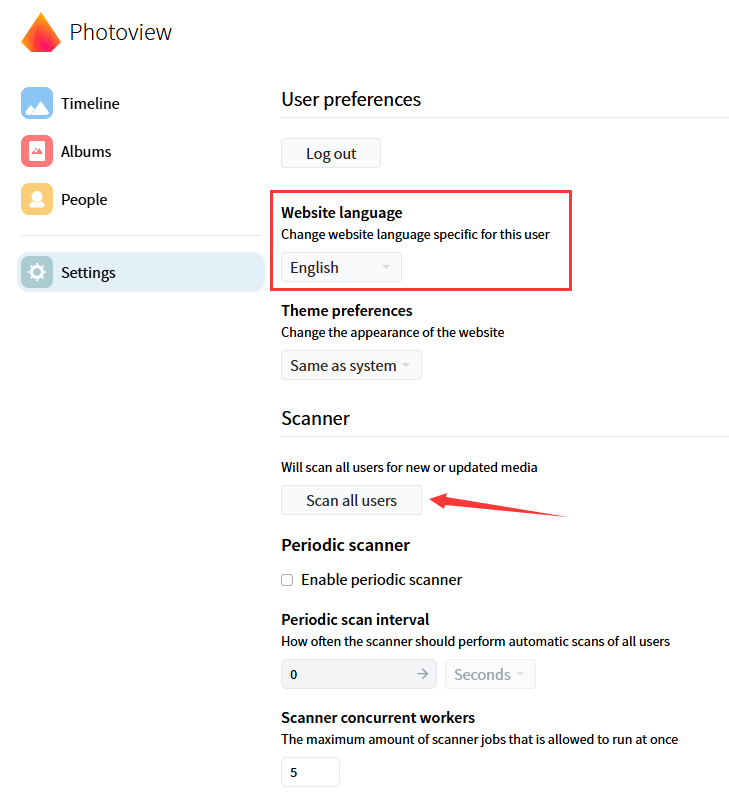 Photoview
Timeline
Albums
People
Settings
User preferences
Log out
Website language
Change website language specific for this user
English
Theme preferences
Change the appearance of the website
Same as system
Scanner
Will scan all users for new or updated media
Scan all users
Periodic scanner
Enable periodic scanner
Periodic scan interval
How often the scanner should perform automatic scans of all users
0 Seconds
Scanner concurrent workers
The maximum amount of scanner jobs that is allowed to run at once
5